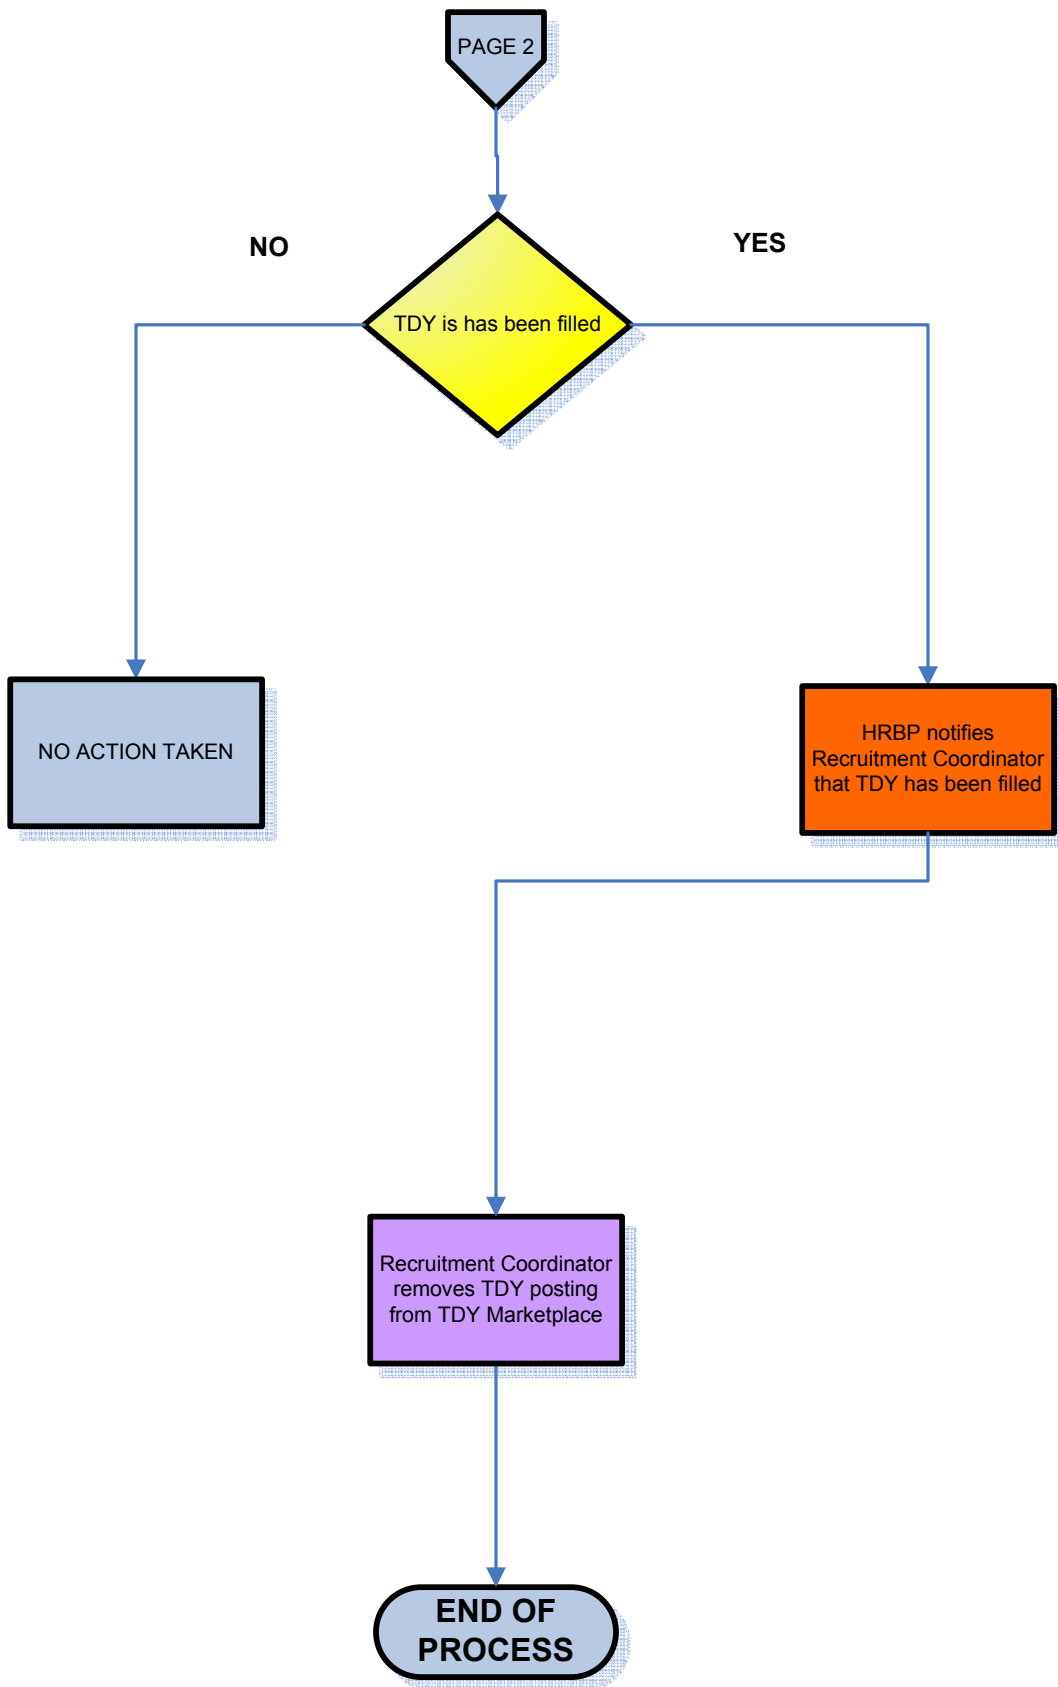 PAGE 2
NO
YES
TDY is has been filled
NO ACTION TAKEN
HRBP notifies
Recruitment Coordinator
that TDY has been filled
Recruitment Coordinator
removes TDY posting
from TDY Marketplace
END OF
PROCESS